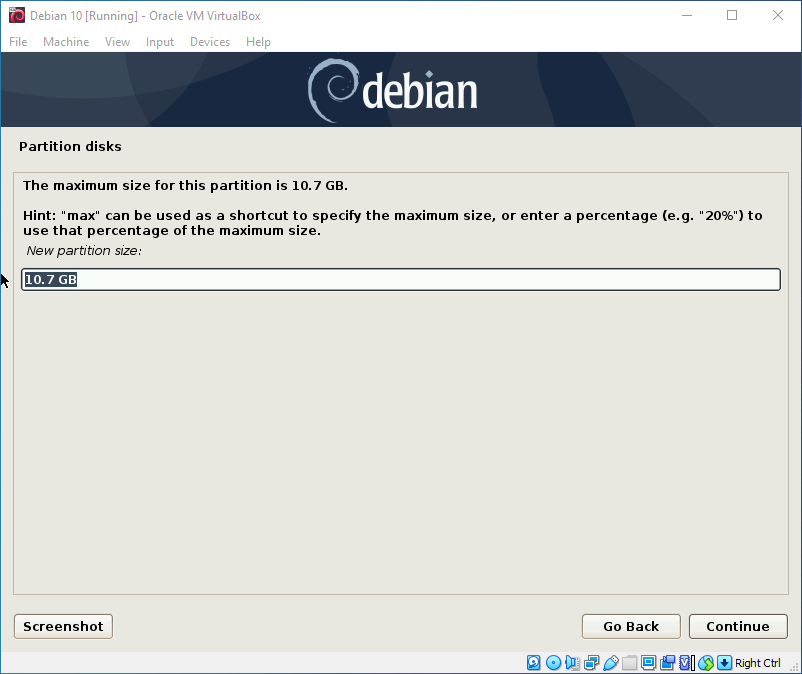 Debian 10 [Running] - Oracle VM VirtualBox
File Machine View Input Devices Help
debian
Partition disks
The maximum size for this partition is 10.7 GB.
Hint: "max" can be used as a shortcut to specify the maximum size, or enter a percentage (e.g. "20%") to
use that percentage of the maximum size.
New partition size:
10.7 GB
Screenshot Go Back Continue
Right Ctrl